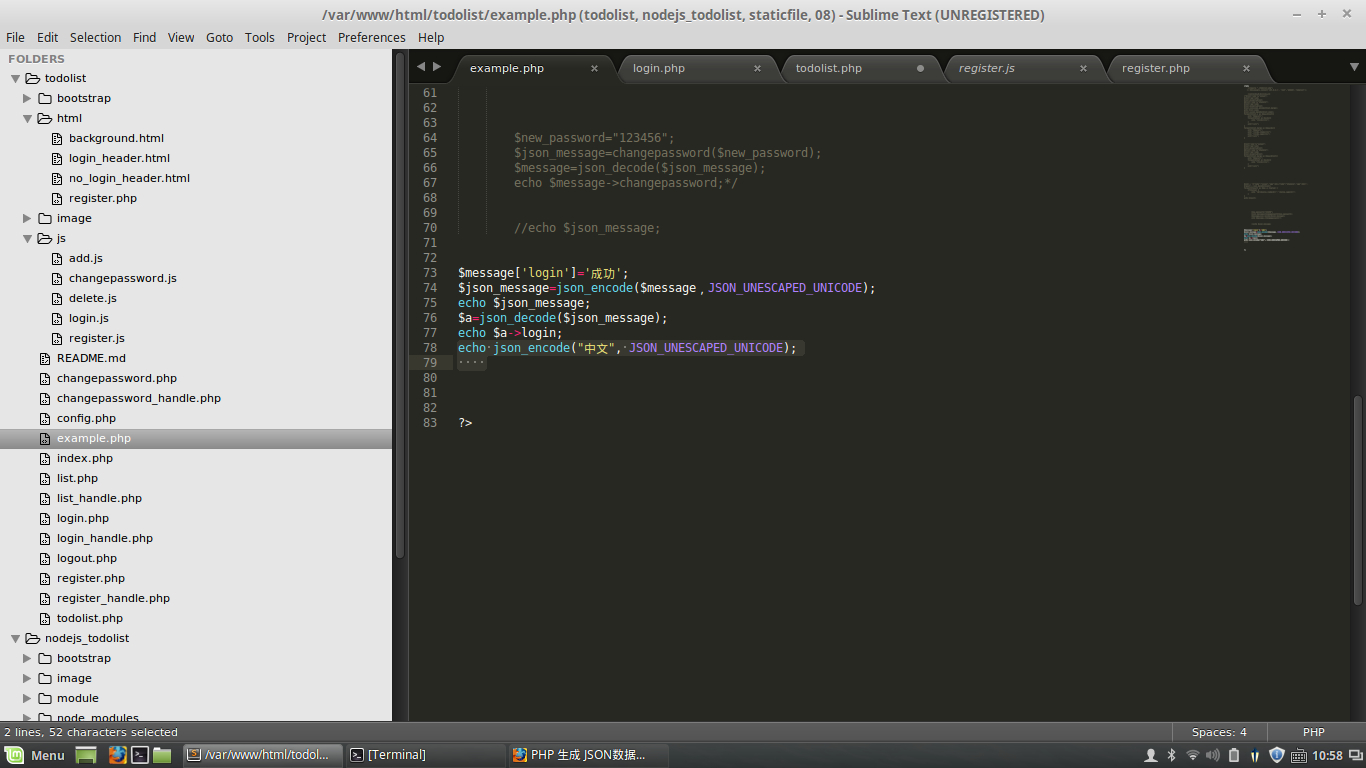 /var/www/html/todolist/example.php (todolist, nodejs_todolist, staticfile, 08) - Sublime Text (UNREGISTERED)
File Edit Selection Find View Goto Tools Project Preferences Help
FOLDERS
todolist
bootstrap
html
background.html
login_header.html
no_login_header.html
register.php
image
js
add.js
changepassword.js
delete.js
login.js
register.js
README.md
changepassword.php
changepassword_handle.php
config.php
example.php
index.php
list.php
list_handle.php
login.php
login_handle.php
logout.php
register.php
register_handle.php
todolist.php
nodejs_todolist
bootstrap
image
module
node_modules
example.php login.php todolist.php register.js register.php
61
62
63
64 $new_password="123456";
65 $json_message=changepassword($new_password);
66 $message=json_decode($json_message);
67 echo $message->changepassword;*/
68
69
70 //echo $json_message;
71
72
73 $message['login']='成功';
74 $json_message=json_encode($message，JSON_UNESCAPED_UNICODE);
75 echo $json_message;
76 $a=json_decode($json_message);
77 echo $a->login;
78 echo·json_encode("中文",·JSON_UNESCAPED_UNICODE);
79 ····
80
81
82
83 ?>
2 lines, 52 characters selected Spaces: 4 PHP
Menu /var/www/html/todol... [Terminal] PHP 生成 JSON数据... 10:58